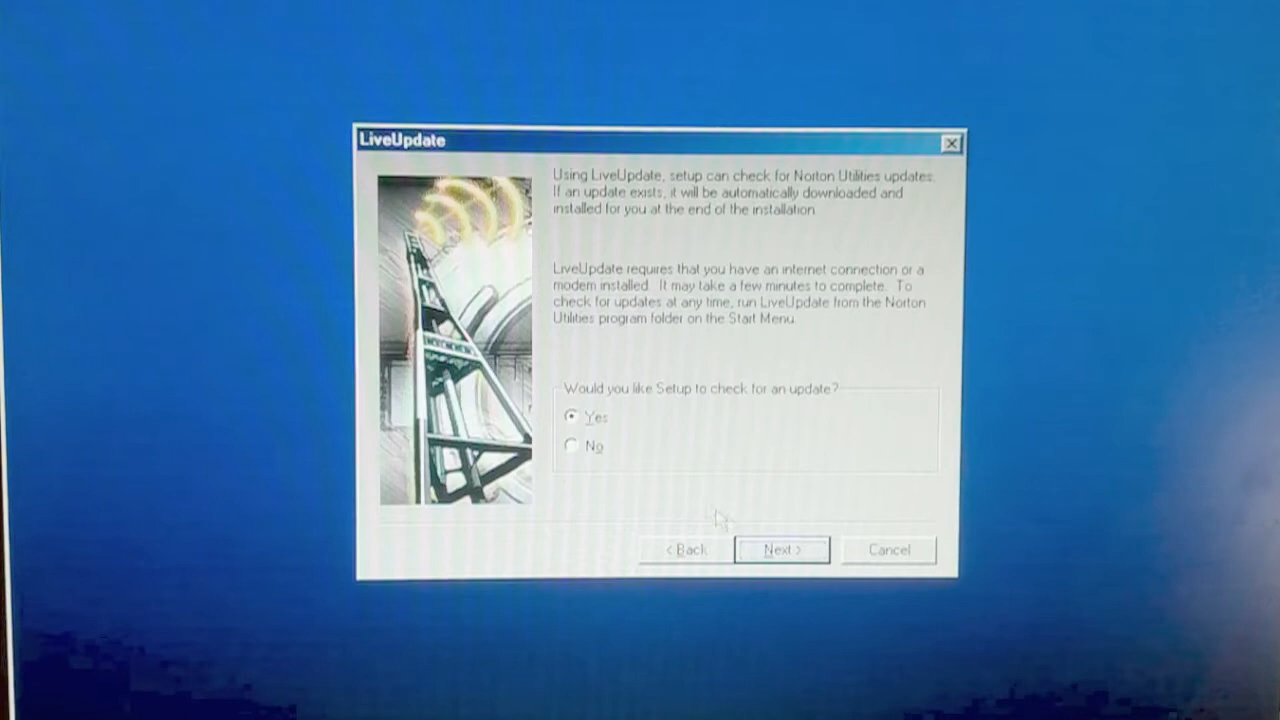 LiveUpdate
Using LiveUpdate, setup can check for Norton Utilities updates.
If an update exists, it will be automatically downloaded and
installed for you at the end of the installation.
LiveUpdate requires that you have an internet connection or a
modem installed. It may take a few minutes to complete. To
check for updates at any time, run LiveUpdate from the Norton
Utilities program folder on the Start Menu.
Would you like Setup to check for an update?
Yes
No
< Back
Next >
Cancel